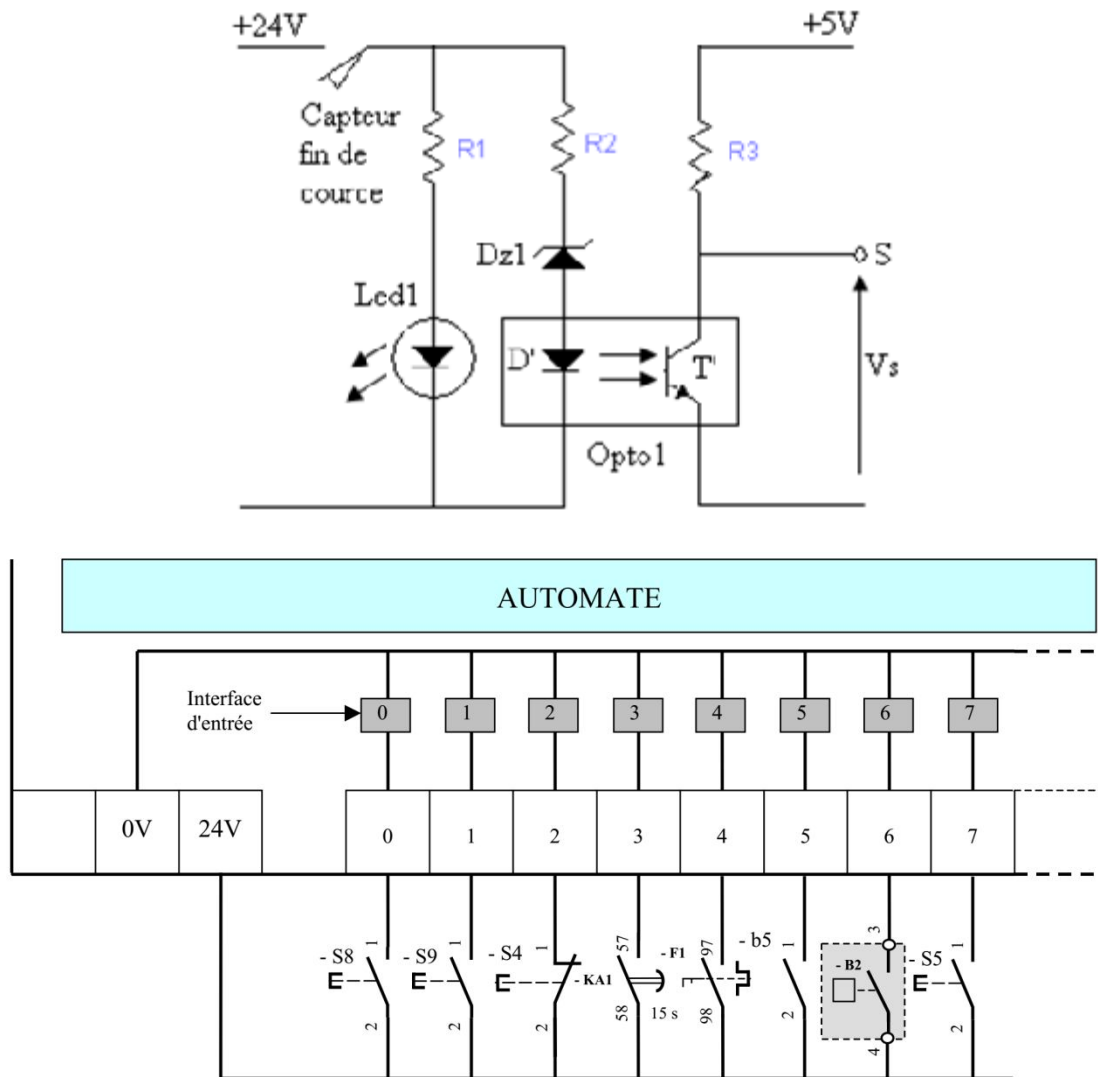 +24V
+5V
Capteur
fin de
cource
R1
R2
R3
Dz1
S
Led1
D'
T'
Vs
Opto1
AUTOMATE
Interface
d'entrée
0 1 2 3 4 5 6 7
0V 24V 0 1 2 3 4 5 6 7
- S8 1 2
- S9 1 2
- S4 1 2
- KA1 57 58 15 s
- F1 97 98
- b5 1 2
- B2 3 4
- S5 1 2